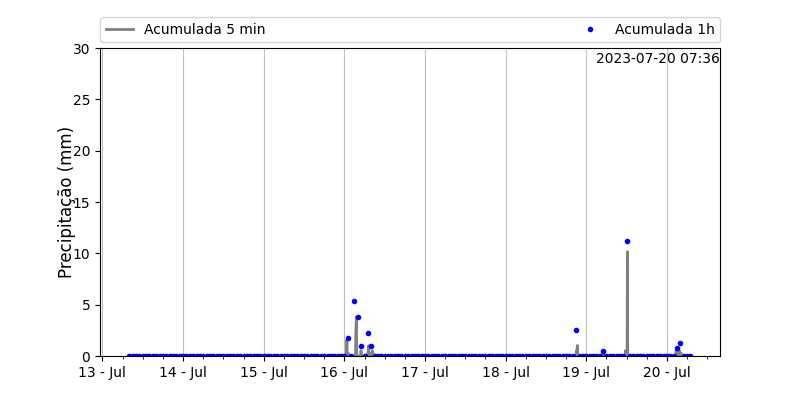 Acumulada 5 min
Acumulada 1h
2023-07-20 07:36
Precipitação (mm)
30
25
20
15
10
5
0
13 - Jul
14 - Jul
15 - Jul
16 - Jul
17 - Jul
18 - Jul
19 - Jul
20 - Jul